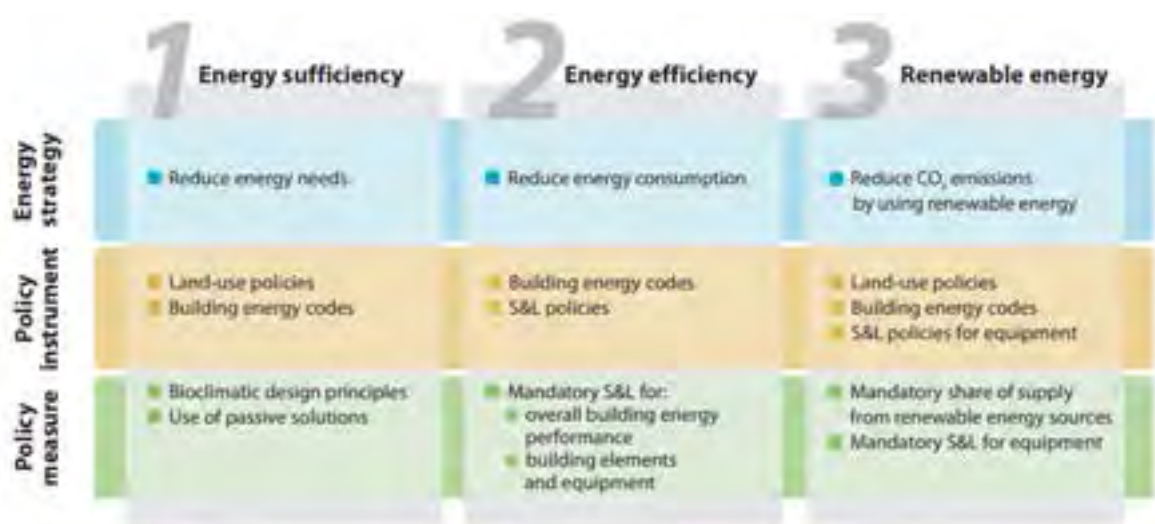 1 Energy sufficiency
2 Energy efficiency
3 Renewable energy
Energy
strategy
Reduce energy needs
Reduce energy consumption
Reduce CO₂ emissions
by using renewable energy
Policy
instrument
Land-use policies
Building energy codes
Building energy codes
S&L policies
Land-use policies
Building energy codes
S&L policies for equipment
Policy
measure
Bioclimatic design principles
Use of passive solutions
Mandatory S&L for:
overall building energy
performance
building elements
and equipment
Mandatory share of supply
from renewable energy sources
Mandatory S&L for equipment